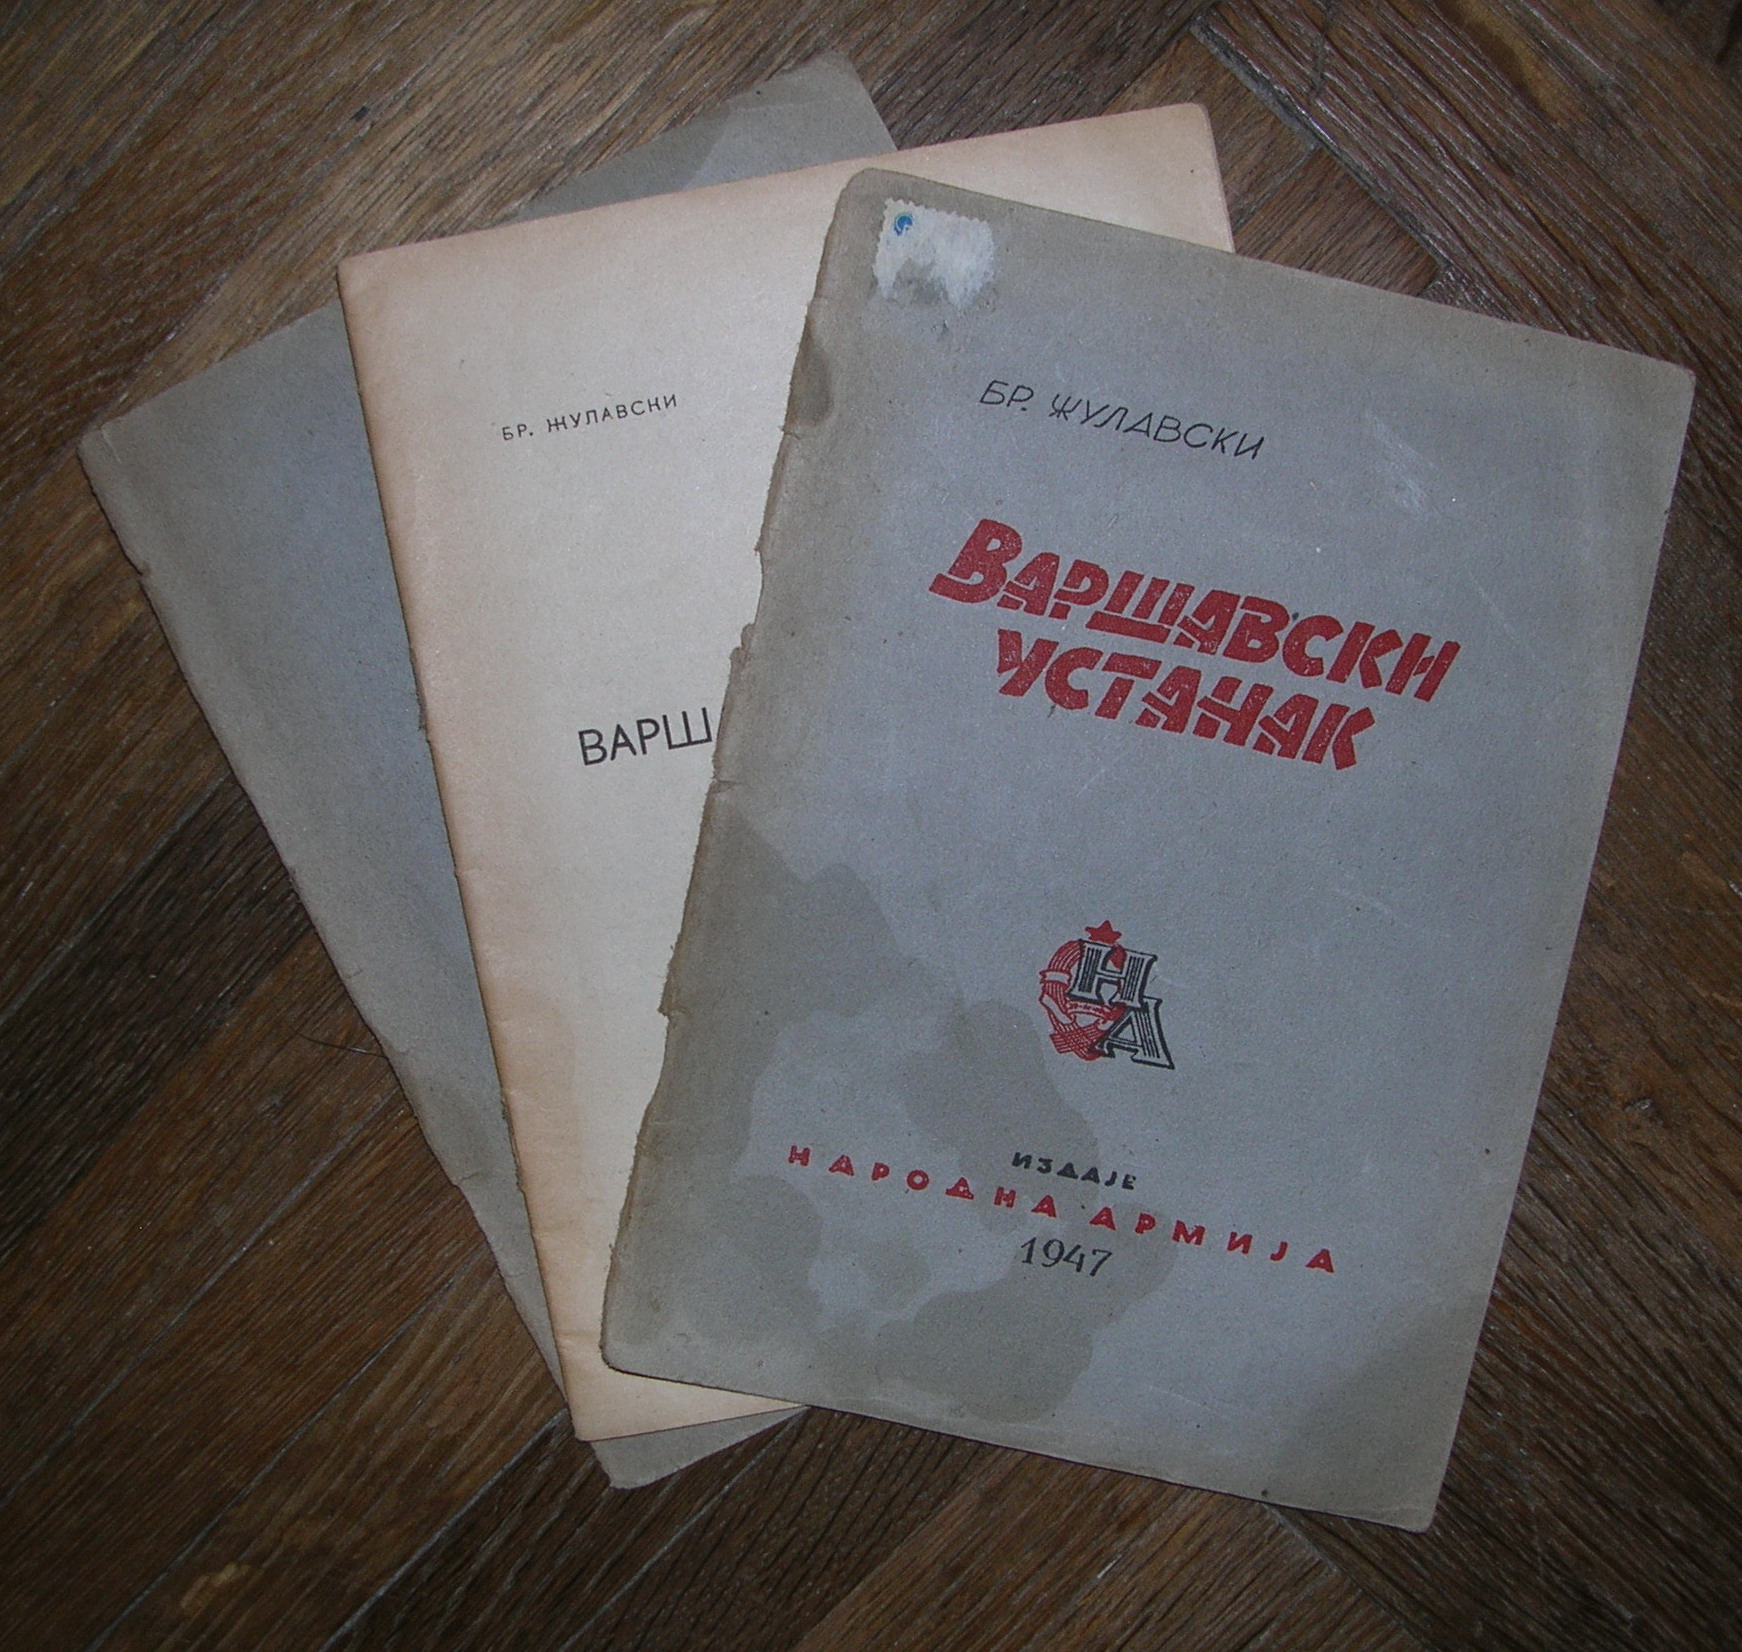 БР. ЖУЛАВСКИ
ВАРШ
БР. ЖУЛАВСКИ
ВАРШАВСКИ
УСТАНАК
НА
ИЗДАЈЕ
НАРОДНА АРМИЈА
1947